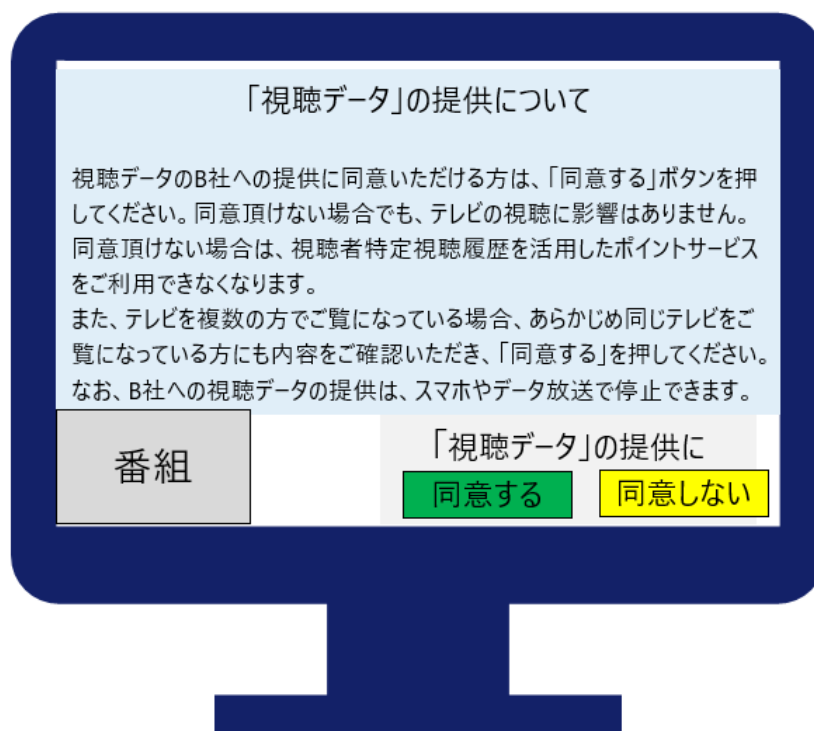 「視聴データ」の提供について
視聴データのB社への提供に同意いただける方は、「同意する」ボタンを押
してください。同意頂けない場合でも、テレビの視聴に影響はありません。
同意頂けない場合は、視聴者特定視聴履歴を活用したポイントサービス
をご利用できなくなります。
また、テレビを複数の方でご覧になっている場合、あらかじめ同じテレビをご
覧になっている方にも内容をご確認いただき、「同意する」を押してください。
なお、B社への視聴データの提供は、スマホやデータ放送で停止できます。
番組
「視聴データ」の提供に
同意する
同意しない